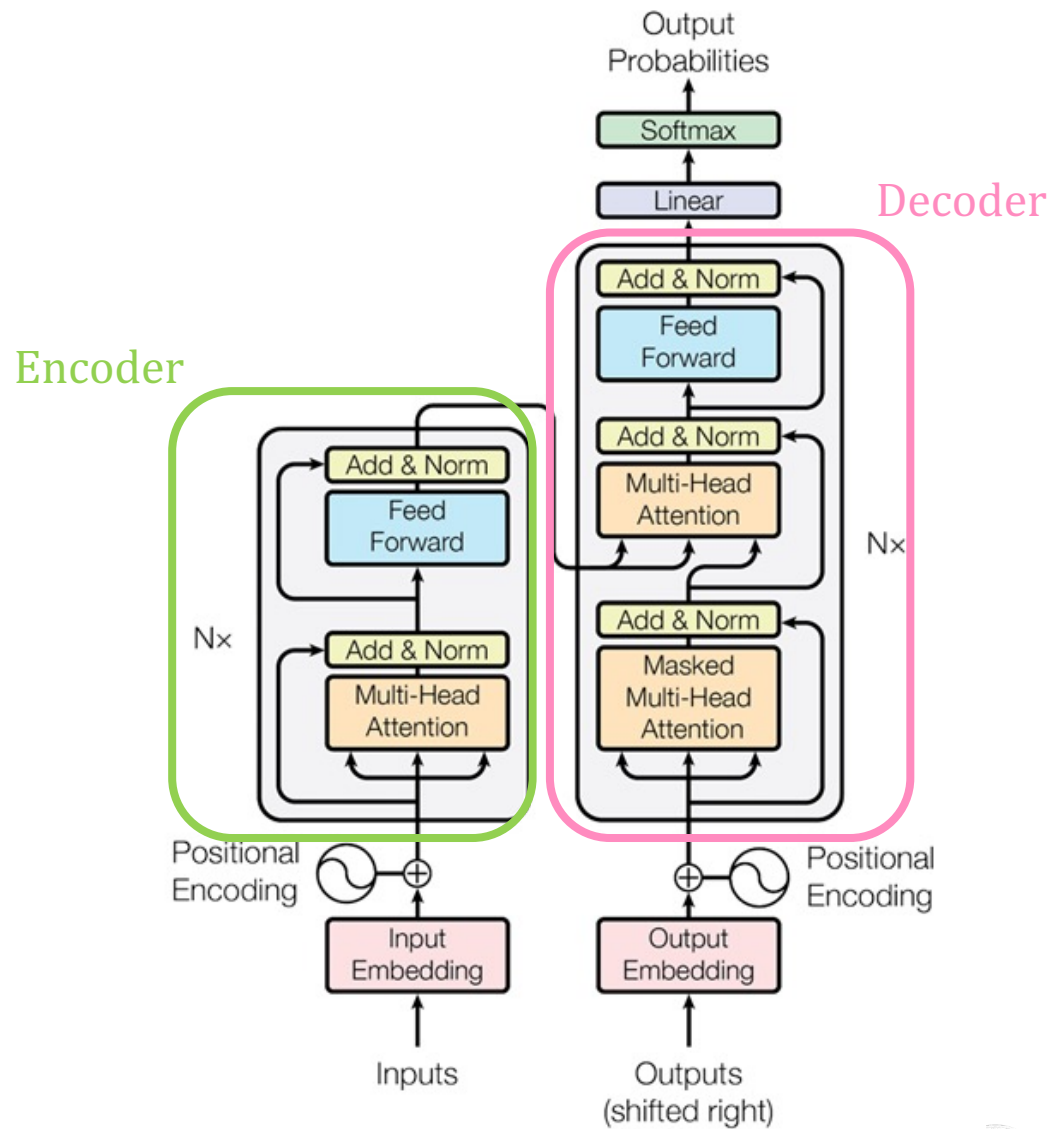 Output
Probabilities
Softmax
Linear
Decoder
Add & Norm
Feed
Forward
Add & Norm
Multi-Head
Attention
Nx
Add & Norm
Masked
Multi-Head
Attention
Encoder
Add & Norm
Feed
Forward
Nx
Add & Norm
Multi-Head
Attention
Positional
Encoding
Positional
Encoding
Input
Embedding
Output
Embedding
Inputs
Outputs
(shifted right)